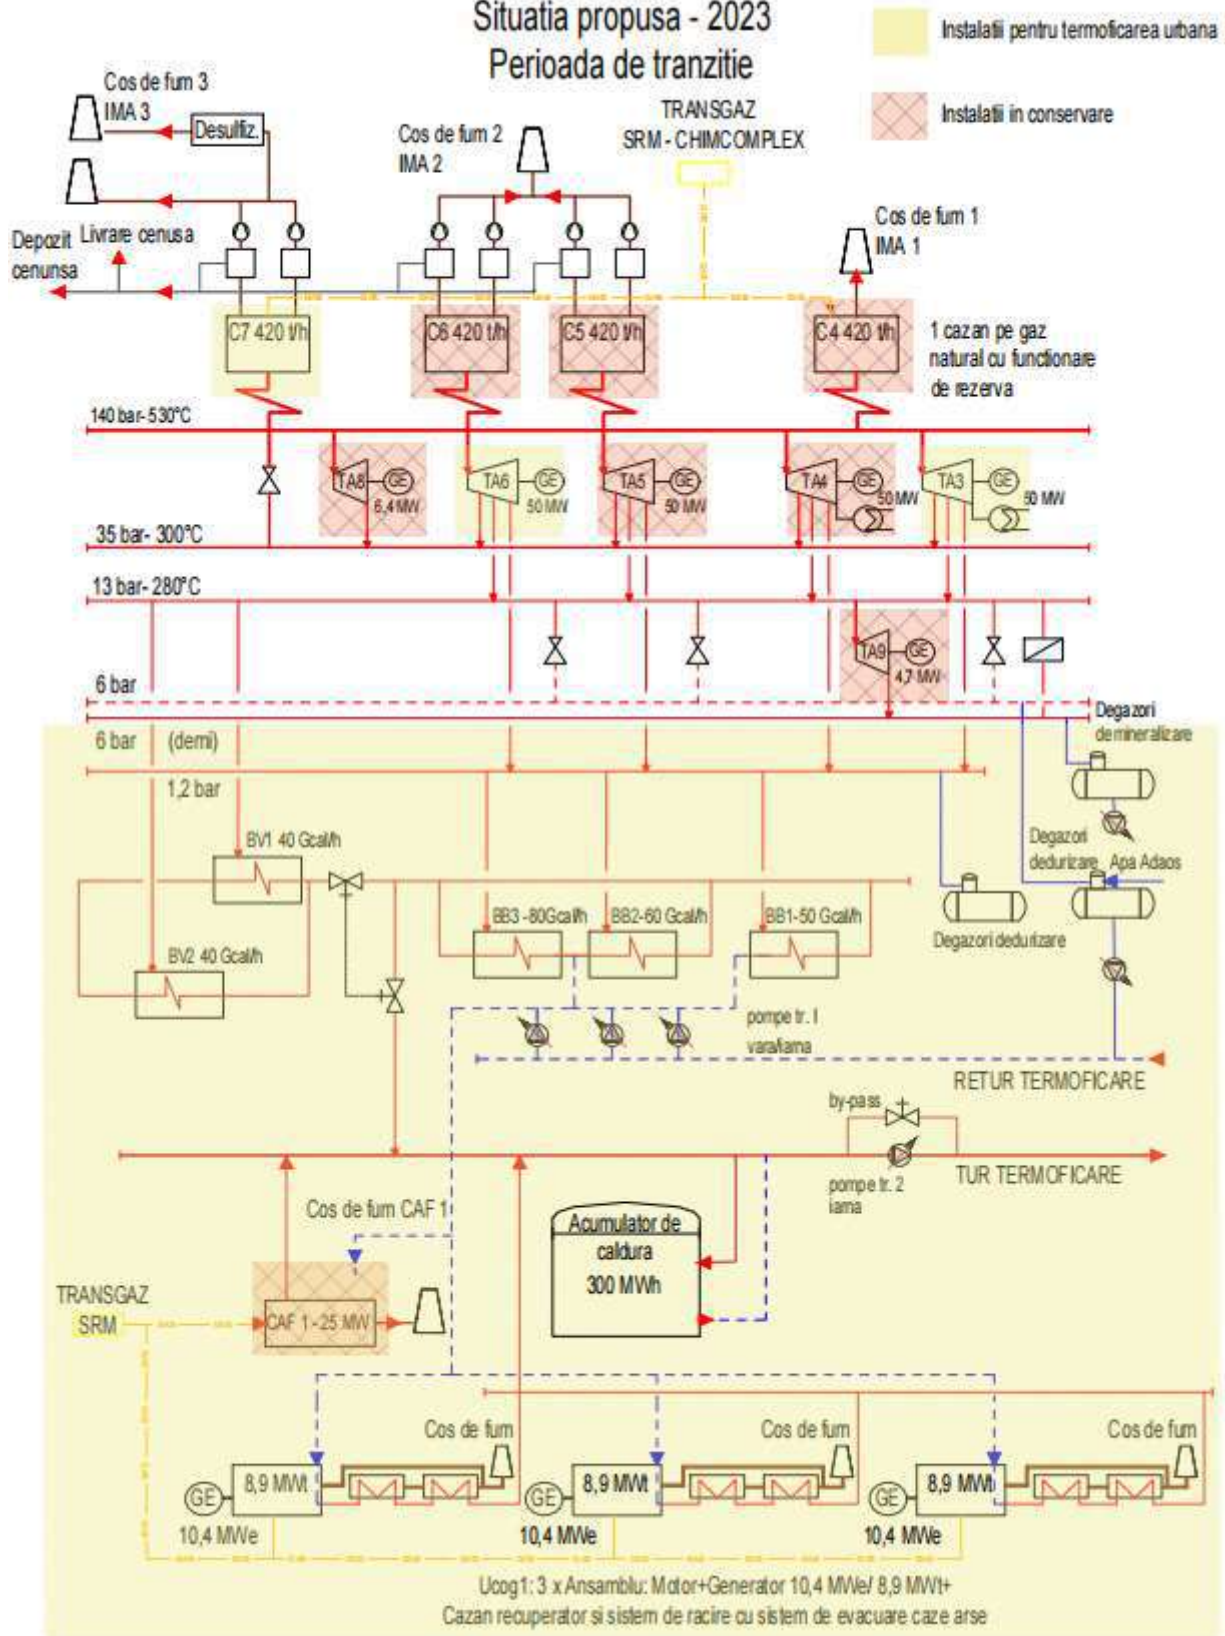 Situatia propusa - 2023
Perioada de tranzitie
Instalatii pentru termoficarea urbana
Instalatii in conservare
Cos de fum 3
IMA 3
Desulfiz.
Cos de fum 2
IMA 2
TRANSGAZ
SRM - CHIMCOMPLEX
Cos de fum 1
IMA 1
Depozit
cenunsa
Livrare cenusa
C7 420 t/h
C6 420 t/h
C5 420 t/h
C4 420 t/h
1 cazan pe gaz
natural cu functionare
de rezerva
140 bar- 530°C
TA8
GE
6,4 MW
TA6
GE
50 MW
TA5
GE
50 MW
TA4
GE
50 MW
TA3
GE
50 MW
35 bar- 300°C
13 bar- 280°C
TA9
GE
4,7 MW
6 bar
6 bar (demi)
1,2 bar
Degazori
demineralizare
Degazori
dedurizare
Apa Adaos
Degazori dedurizare
BV1 40 Gcal/h
BV2 40 Gcal/h
BB3 -80Gcal/h
BB2-60 Gcal/h
BB1-50 Gcal/h
pompe tr. I
vara/iarna
RETUR TERMOFICARE
by-pass
TUR TERMOFICARE
pompe tr. 2
iarna
Cos de fum CAF 1
Acumulator de
caldura
300 MWh
TRANSGAZ
SRM
CAF 1 - 25 MW
Cos de fum
Cos de fum
Cos de fum
GE
8,9 MWt
10,4 MWe
GE
8,9 MWt
10,4 MWe
GE
8,9 MWt
10,4 MWe
Ucog1: 3 x Ansamblu: Motor+Generator 10,4 MWe/ 8,9 MWt+
Cazan recuperator si sistem de racire cu sistem de evacuare caze arse